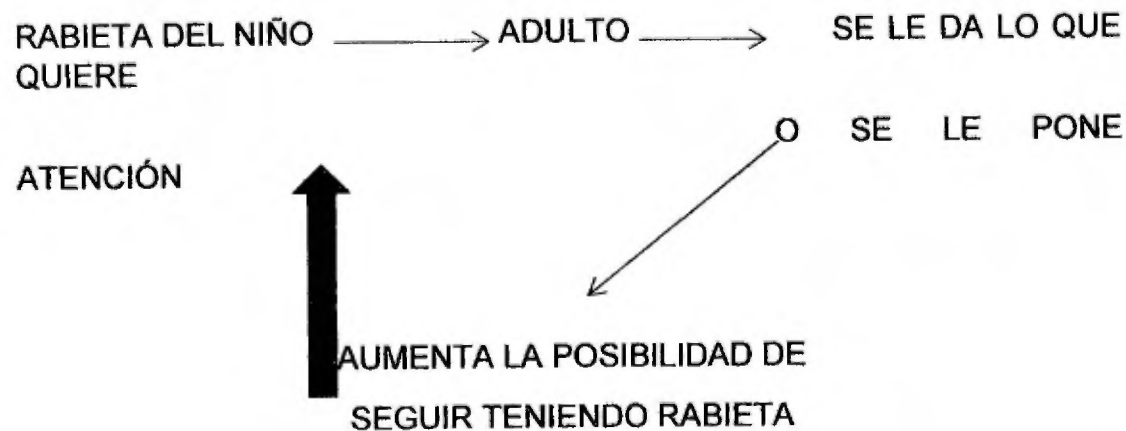 RABIETA DEL NIÑO ADULTO SE LE DA LO QUE
QUIERE
O SE LE PONE
ATENCIÓN
AUMENTA LA POSIBILIDAD DE
SEGUIR TENIENDO RABIETA